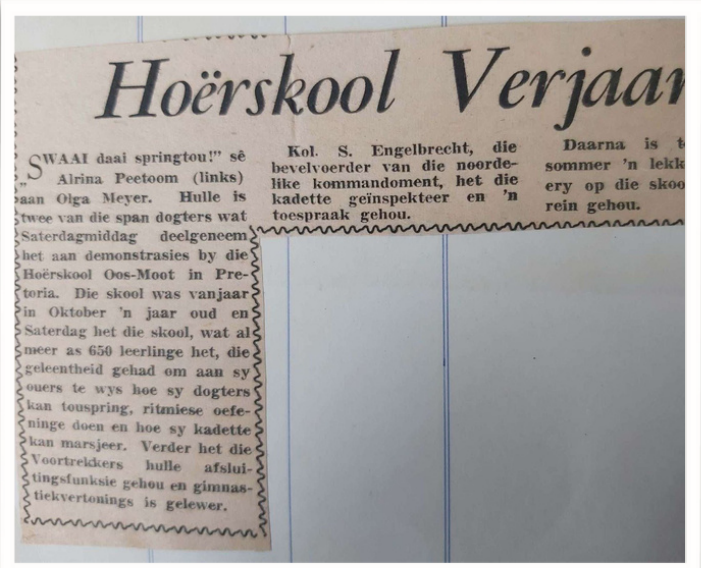 Hoërskool Verjaar
„SWAAI daai springtou!” sê
Alrina Peetoom (links)
aan Olga Meyer. Hulle is
twee van die span dogters wat
Saterdagmiddag deelgeneem
het aan demonstrasies by die
Hoërskool Oos-Moot in Pre-
toria. Die skool was vanjaar
in Oktober 'n jaar oud en
Saterdag het die skool, wat al
meer as 650 leerlinge het, die
geleentheid gehad om aan sy
ouers te wys hoe sy dogters
kan touspring, ritmiese oefe-
ninge doen en hoe sy kadette
kan marsjeer. Verder het die
Voortrekkers hulle afslui-
tingsfunksie gehou en gimnas-
tiekvertonings is gelewer.
Kol. S. Engelbrecht, die
bevelvoerder van die noorde-
like kommandoment, het die
kadette geïnspekteer en 'n
toespraak gehou.
Daarna is
sommer 'n lekk
ery op die skoo
rein gehou.